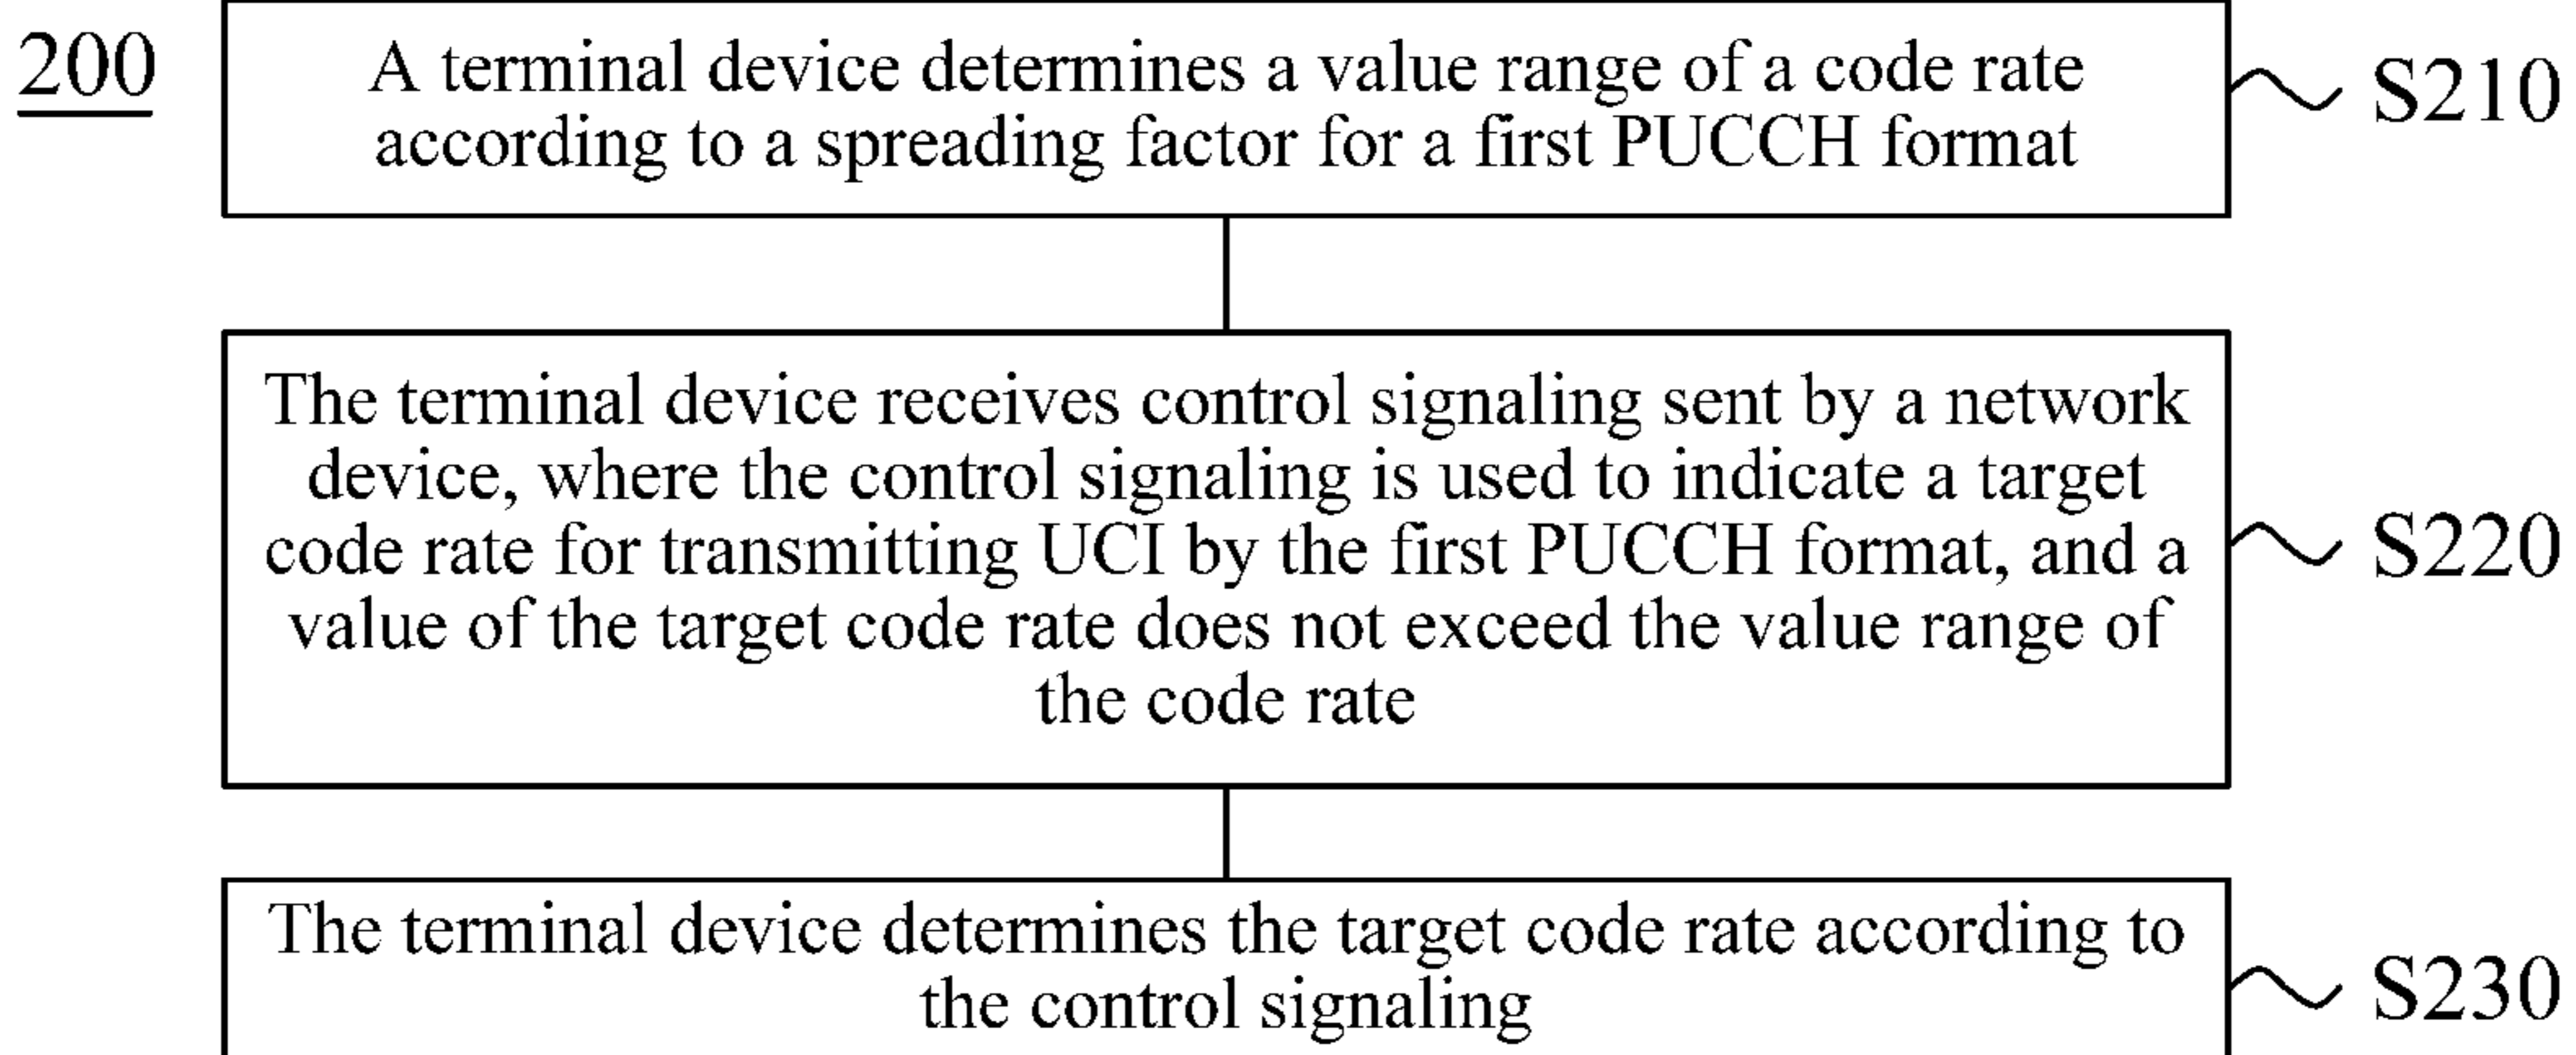 200
A terminal device determines a value range of a code rate
according to a spreading factor for a first PUCCH format
S210
The terminal device receives control signaling sent by a network
device, where the control signaling is used to indicate a target
code rate for transmitting UCI by the first PUCCH format, and a
value of the target code rate does not exceed the value range of
the code rate
S220
The terminal device determines the target code rate according to
the control signaling
S230